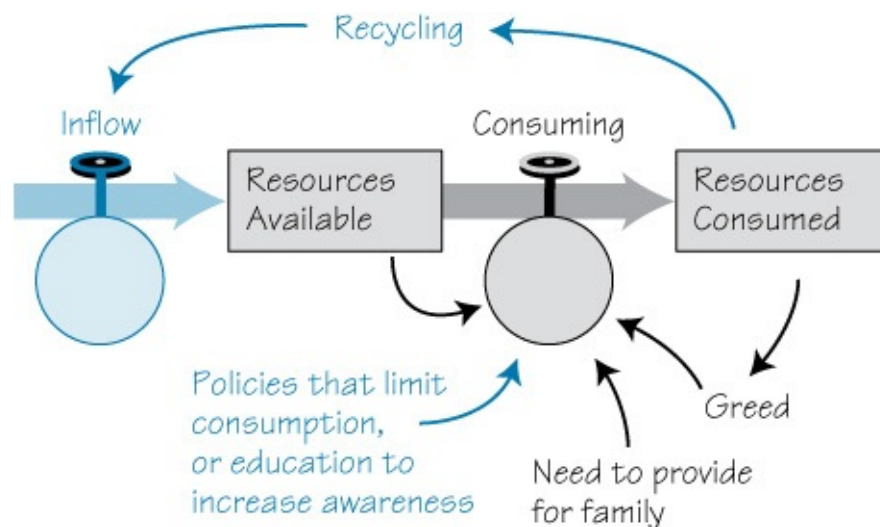 Recycling
Inflow
Consuming
Resources
Available
Resources
Consumed
Policies that limit
consumption,
or education to
increase awareness
Greed
Need to provide
for family